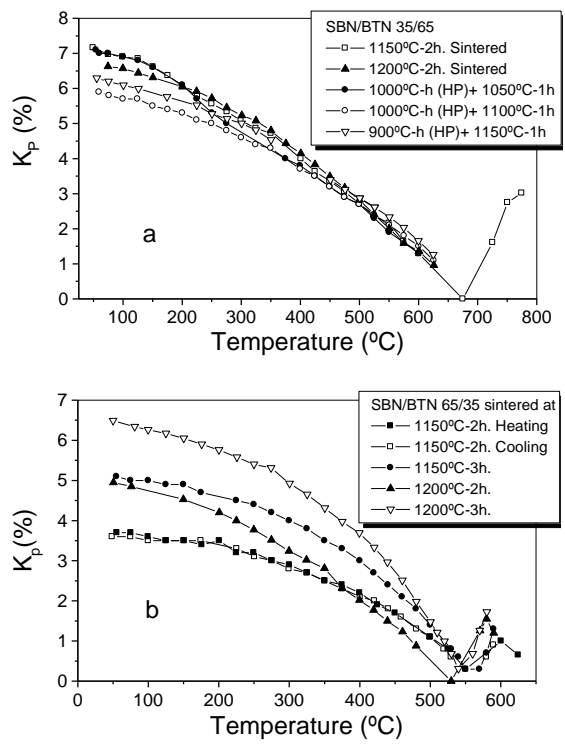 8
7
6
5
4
3
2
1
0
K_P (%)
SBN/BTN 35/65
1150ºC-2h. Sintered
1200ºC-2h. Sintered
1000ºC-h (HP)+ 1050ºC-1h
1000ºC-h (HP)+ 1100ºC-1h
900ºC-h (HP)+ 1150ºC-1h
a
100 200 300 400 500 600 700 800
Temperature (ºC)
7
6
5
4
3
2
1
0
K_p(%)
SBN/BTN 65/35 sintered at
1150ºC-2h. Heating
1150ºC-2h. Cooling
1150ºC-3h.
1200ºC-2h.
1200ºC-3h.
b
0 100 200 300 400 500 600
Temperature (ºC)